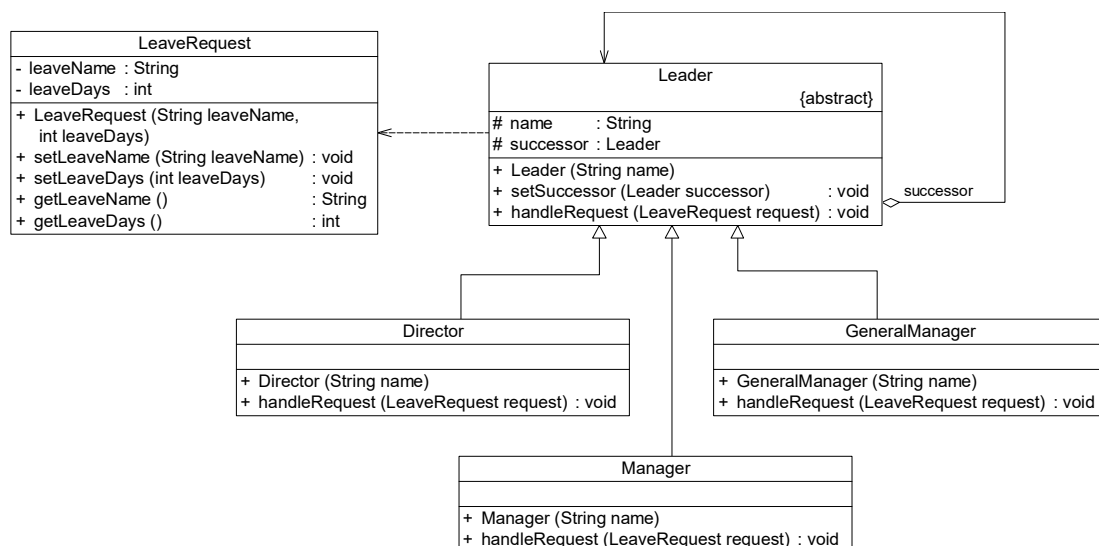 LeaveRequest
- leaveName : String
- leaveDays : int
+ LeaveRequest (String leaveName,
int leaveDays)
+ setLeaveName (String leaveName) : void
+ setLeaveDays (int leaveDays) : void
+ getLeaveName () : String
+ getLeaveDays () : int
Leader
{abstract}
# name : String
# successor : Leader
+ Leader (String name)
+ setSuccessor (Leader successor) : void
+ handleRequest (LeaveRequest request) : void
successor
Director
+ Director (String name)
+ handleRequest (LeaveRequest request) : void
GeneralManager
+ GeneralManager (String name)
+ handleRequest (LeaveRequest request) : void
Manager
+ Manager (String name)
+ handleRequest (LeaveRequest request) : void